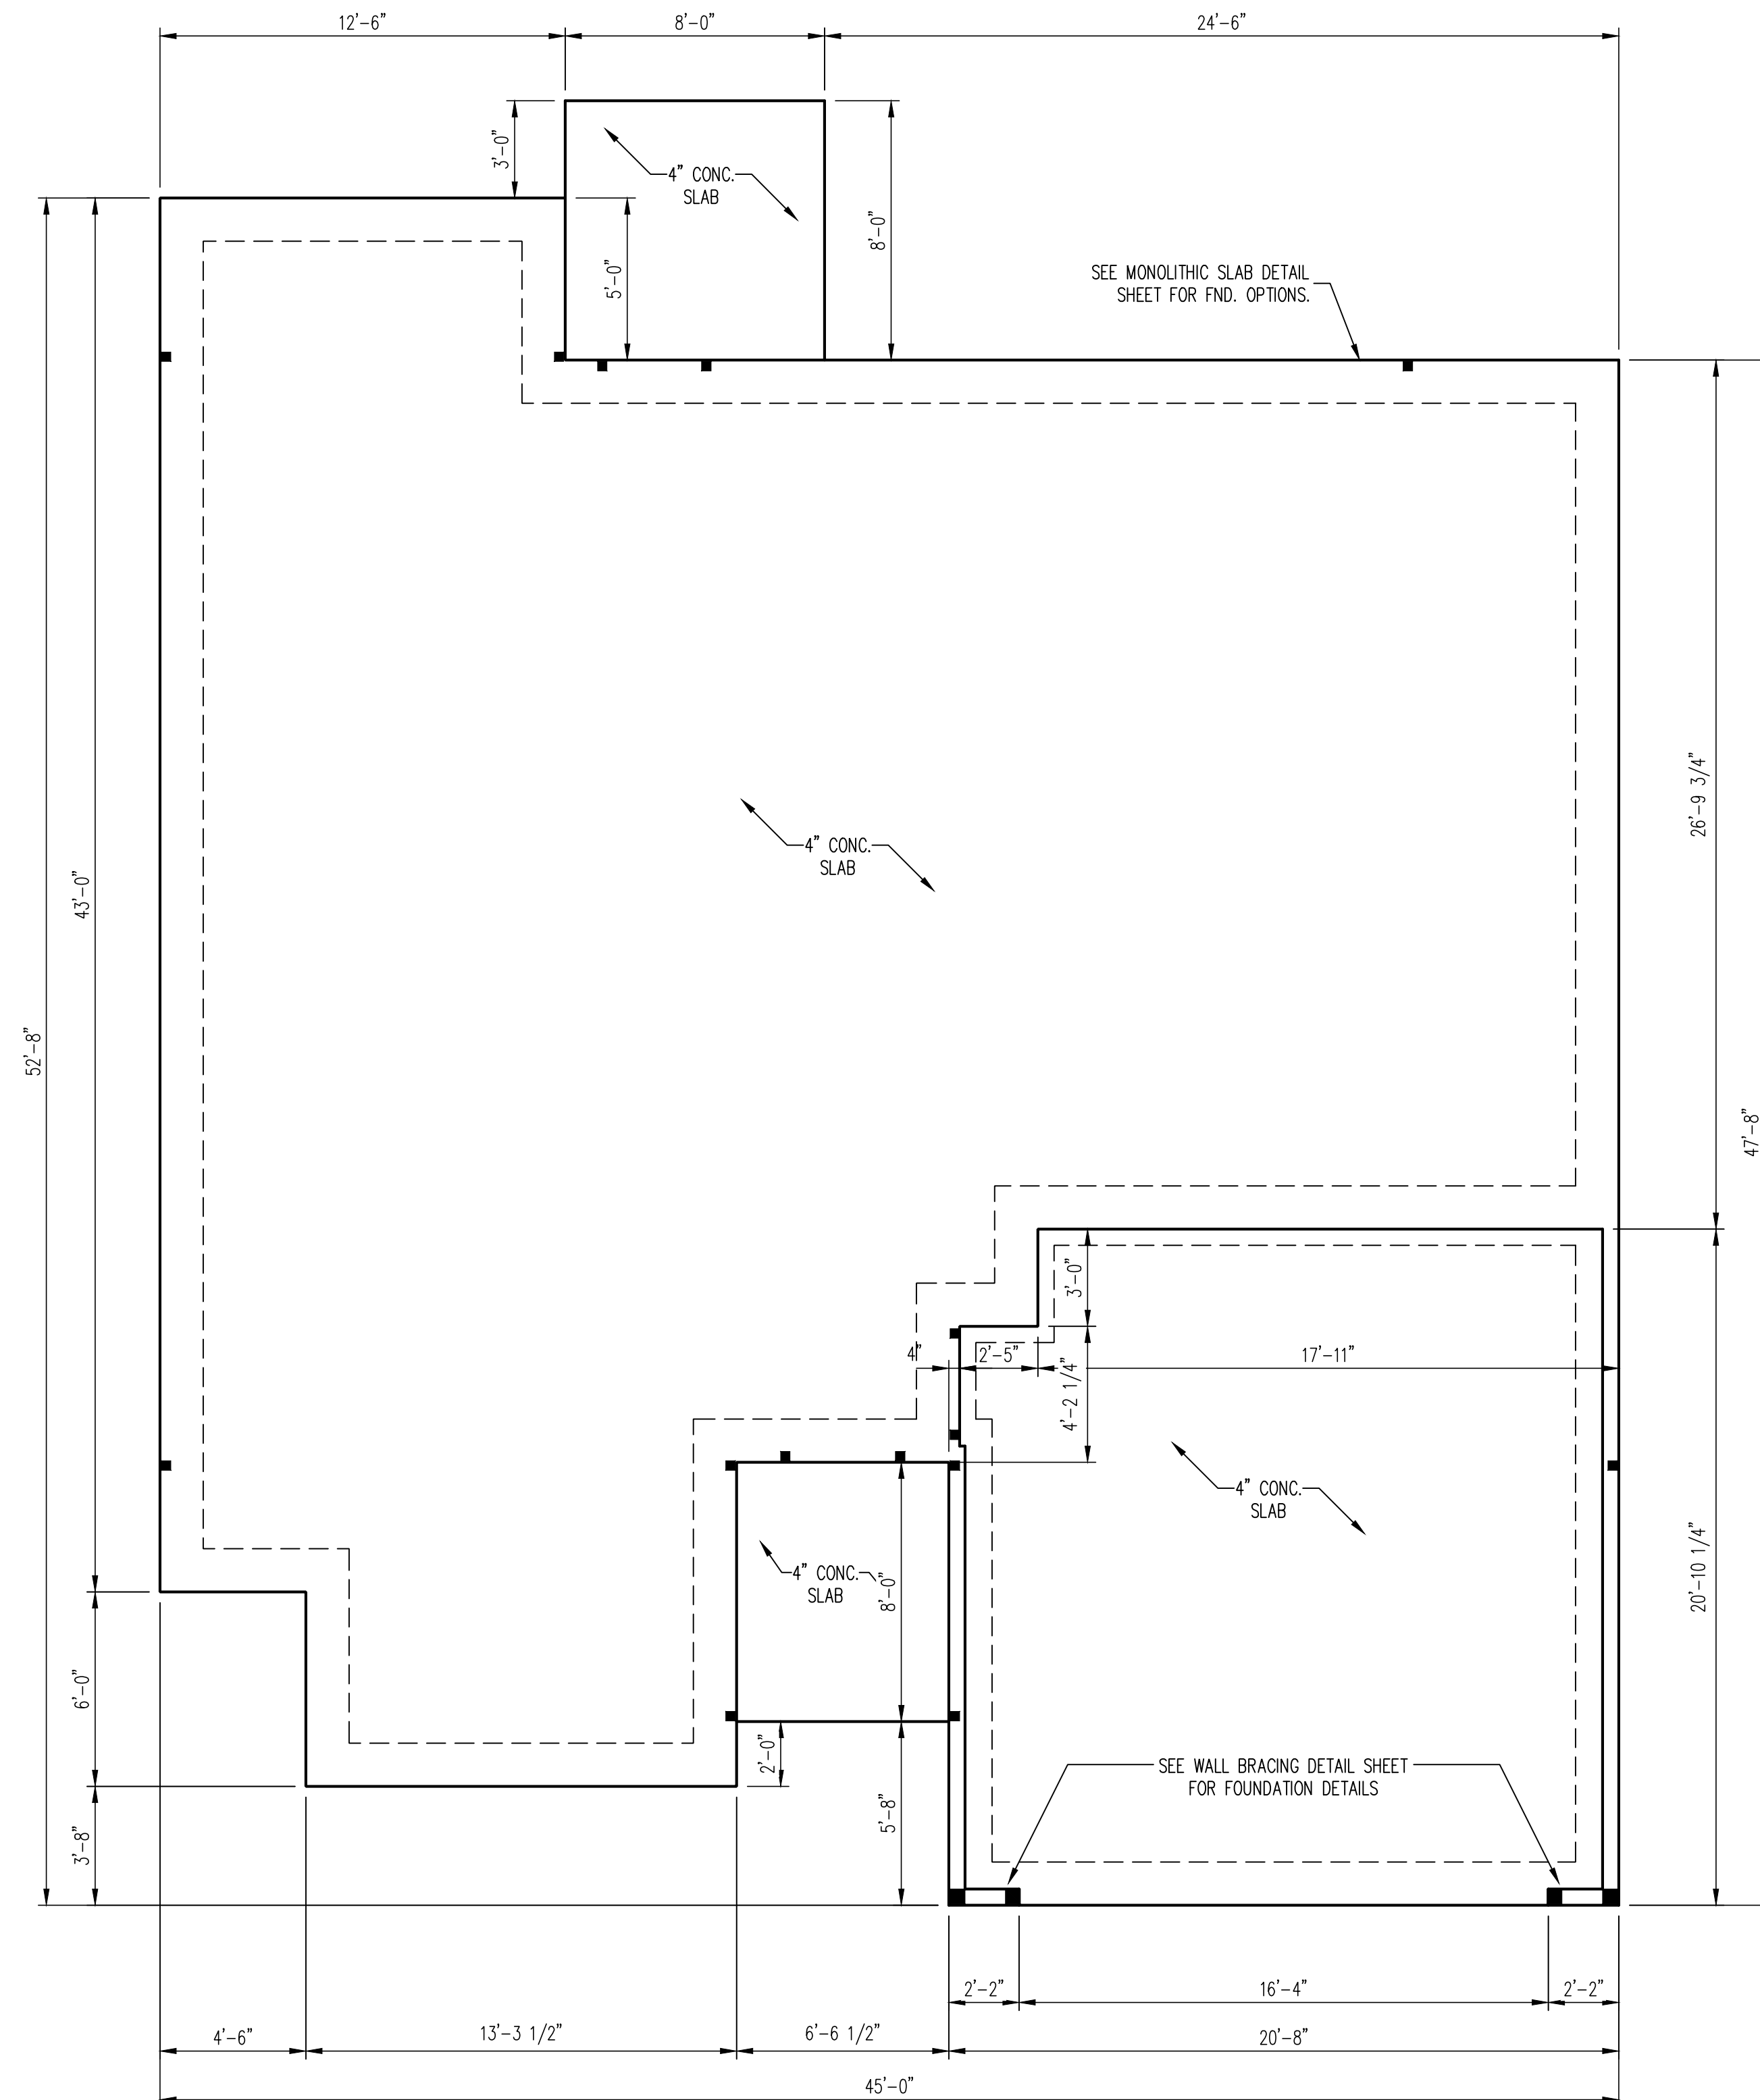 12'-6"
8'-0"
24'-6"
3'-0"
4" CONC.
SLAB
8'-0"
5'-0"
SEE MONOLITHIC SLAB DETAIL
SHEET FOR FND. OPTIONS.
26'-9 3/4"
4" CONC.
SLAB
43'-0"
52'-8"
47'-8"
3'-0"
4"
2'-5"
17'-11"
4'-2 1/4"
4" CONC.
SLAB
20'-10 1/4"
4" CONC.
SLAB
8'-0"
6'-0"
2'-0"
SEE WALL BRACING DETAIL SHEET
FOR FOUNDATION DETAILS
5'-8"
3'-8"
2'-2"
16'-4"
2'-2"
4'-6"
13'-3 1/2"
6'-6 1/2"
20'-8"
45'-0"